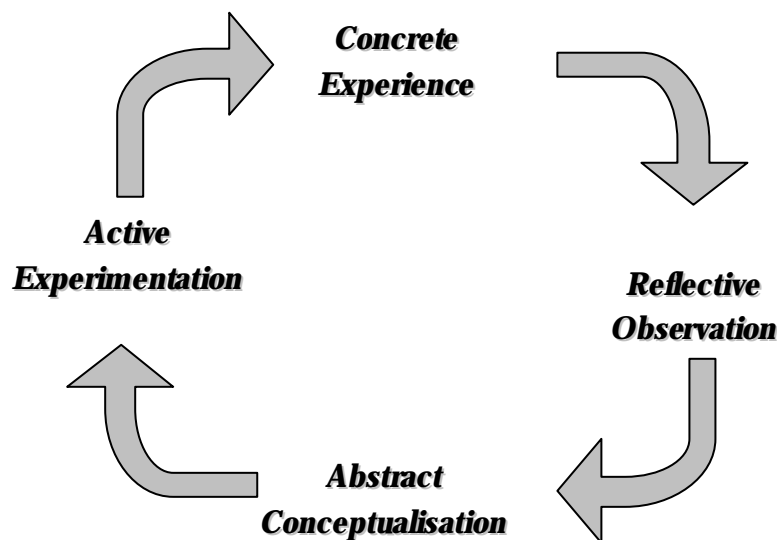 Concrete
Experience
Active
Experimentation
Reflective
Observation
Abstract
Conceptualisation